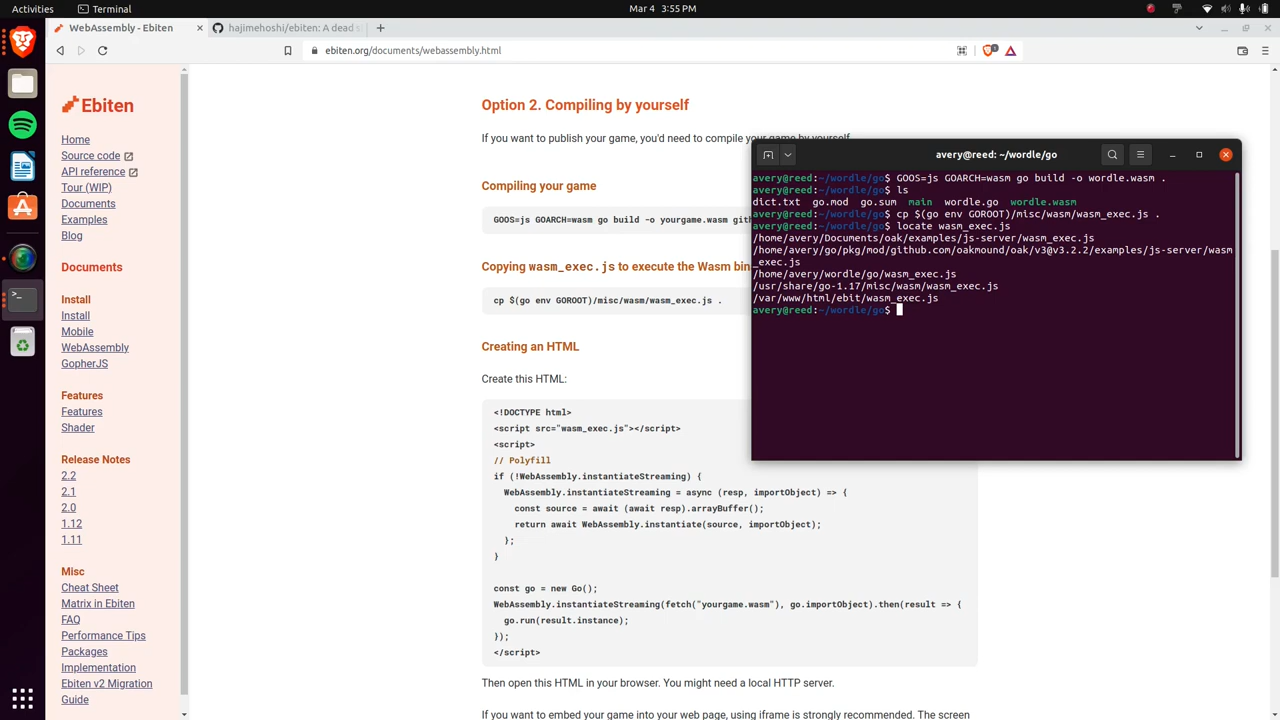 Activities
Terminal
Mar 4 3:55 PM
WebAssembly - Ebiten
hajimehoshi/ebiten: A dead s
ebiten.org/documents/webassembly.html
Ebiten
Home
Source code
API reference
Tour (WIP)
Documents
Examples
Blog
Documents
Install
Install
Mobile
WebAssembly
GopherJS
Features
Features
Shader
Release Notes
2.2
2.1
2.0
1.12
1.11
Misc
Cheat Sheet
Matrix in Ebiten
FAQ
Performance Tips
Packages
Implementation
Ebiten v2 Migration
Guide
Option 2. Compiling by yourself
If you want to publish your game, you'd need to compile your game by yourself.
Compiling your game
GOOS=js GOARCH=wasm go build -o yourgame.wasm gith
Copying wasm_exec.js to execute the Wasm bin
cp $(go env GOROOT)/misc/wasm/wasm_exec.js .
Creating an HTML
Create this HTML:
<!DOCTYPE html>
<script src="wasm_exec.js"></script>
<script>
// Polyfill
if (!WebAssembly.instantiateStreaming) {
WebAssembly.instantiateStreaming = async (resp, importObject) => {
const source = await (await resp).arrayBuffer();
return await WebAssembly.instantiate(source, importObject);
};
}
const go = new Go();
WebAssembly.instantiateStreaming(fetch("yourgame.wasm"), go.importObject).then(result => {
go.run(result.instance);
});
</script>
Then open this HTML in your browser. You might need a local HTTP server.
If you want to embed your game into your web page, using iframe is strongly recommended. The screen
avery@reed: ~/wordle/go
avery@reed:~/wordle/go$ GOOS=js GOARCH=wasm go build -o wordle.wasm .
avery@reed:~/wordle/go$ ls
dict.txt go.mod go.sum main wordle.go wordle.wasm
avery@reed:~/wordle/go$ cp $(go env GOROOT)/misc/wasm/wasm_exec.js .
avery@reed:~/wordle/go$ locate wasm_exec.js
/home/avery/Documents/oak/examples/js-server/wasm_exec.js
/home/avery/go/pkg/mod/github.com/oakmound/oak/v3@v3.2.2/examples/js-server/wasm
_exec.js
/home/avery/wordle/go/wasm_exec.js
/usr/share/go-1.17/misc/wasm/wasm_exec.js
/var/www/html/ebit/wasm_exec.js
avery@reed:~/wordle/go$